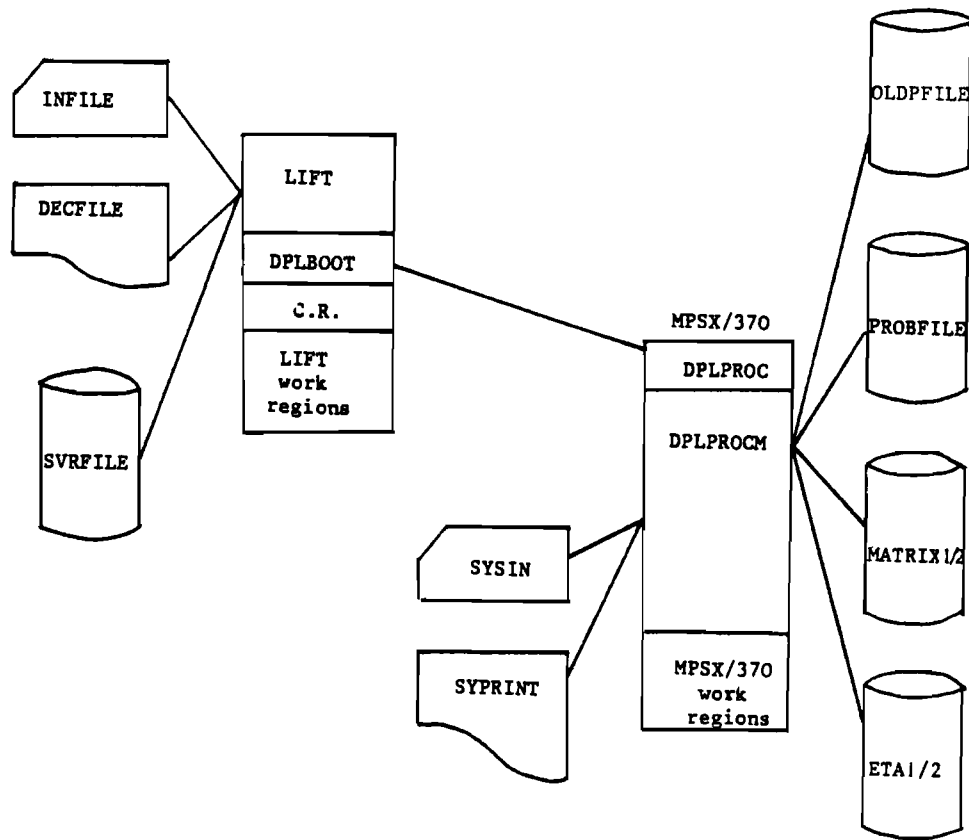 INFILE
DECFILE
SVRFILE
LIFT
DPLBOOT
C.R.
LIFT
work
regions
MPSX/370
DPLPROC
DPLPROCM
MPSX/370
work
regions
SYSIN
SYPRINT
OLDPFILE
PROBFILE
MATRIX1/2
ETA1/2